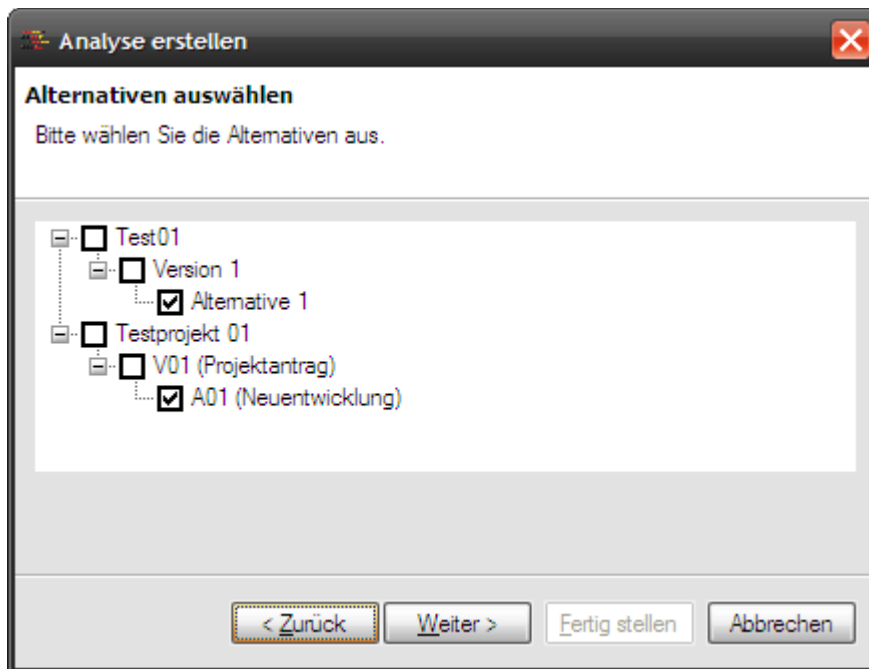 Analyse erstellen
Alternativen auswählen
Bitte wählen Sie die Alternativen aus.
Test01
Version 1
Alternative 1
Testprojekt 01
V01 (Projektantrag)
A01 (Neuentwicklung)
< Zurück Weiter > Fertig stellen Abbrechen